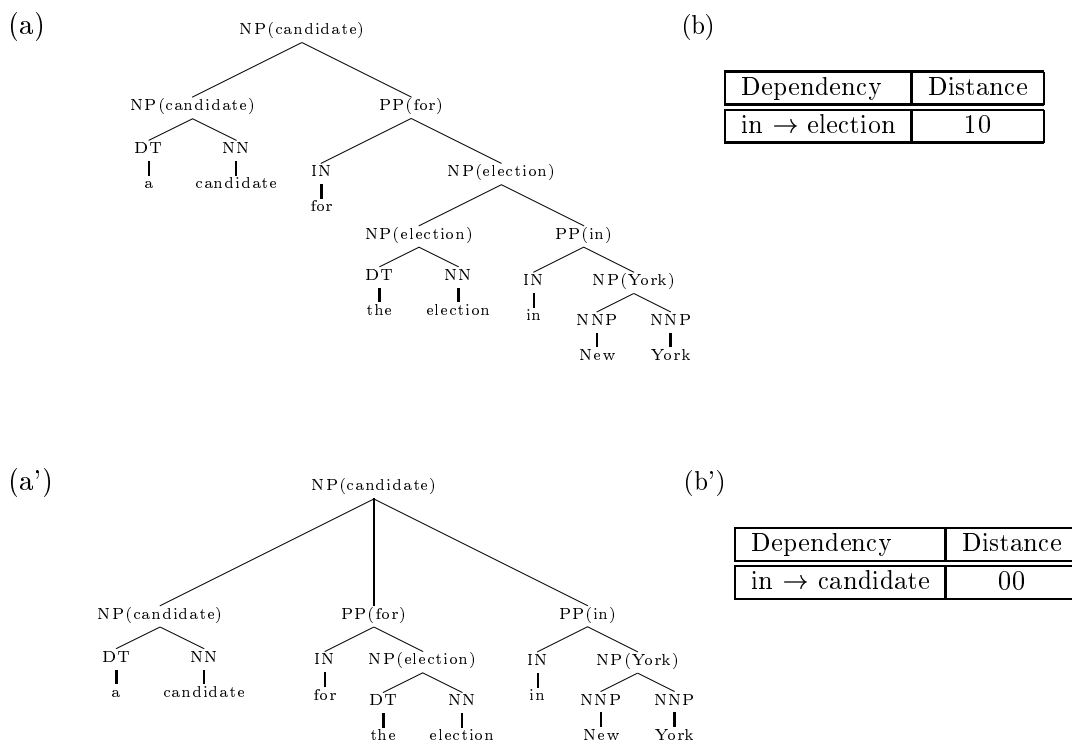 (a)
(b)
NP(candidate)
Dependency Distance
NP(candidate) PP(for)
in → election 10
DT NN IN NP(election)
a candidate for
NP(election) PP(in)
DT NN IN NP(York)
the election in NNP NNP
New York
(a')
(b')
NP(candidate)
Dependency Distance
in → candidate 00
NP(candidate) PP(for) PP(in)
DT NN IN NP(election) IN NP(York)
a candidate for DT NN in NNP NNP
the election New York